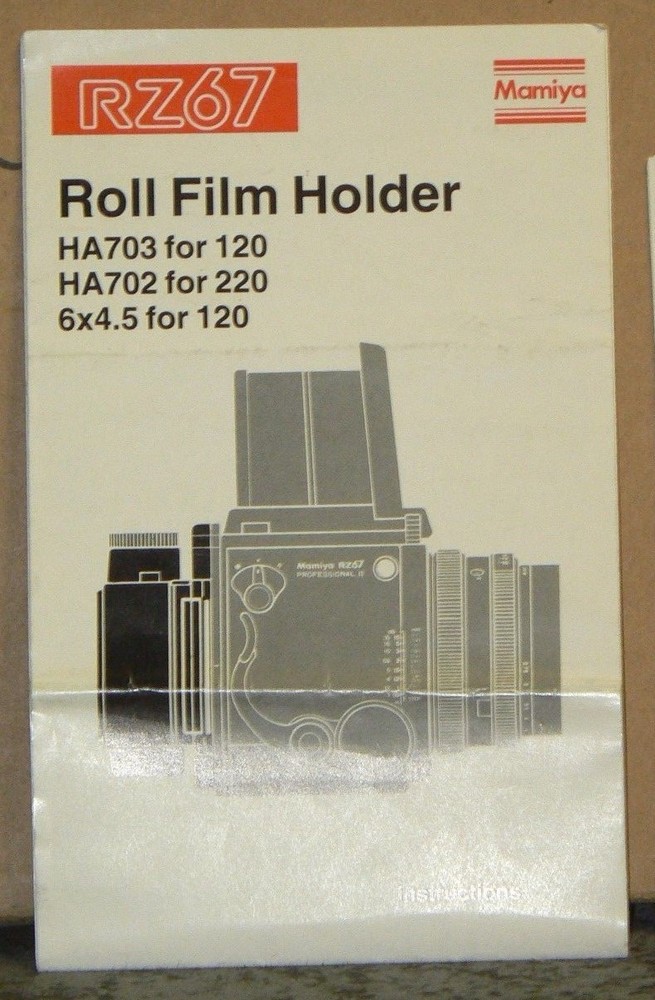 RZ67
Mamiya
Roll Film Holder
HA703 for 120
HA702 for 220
6x4.5 for 120
Mamiya RZ67
PROFESSIONAL II
Instructions